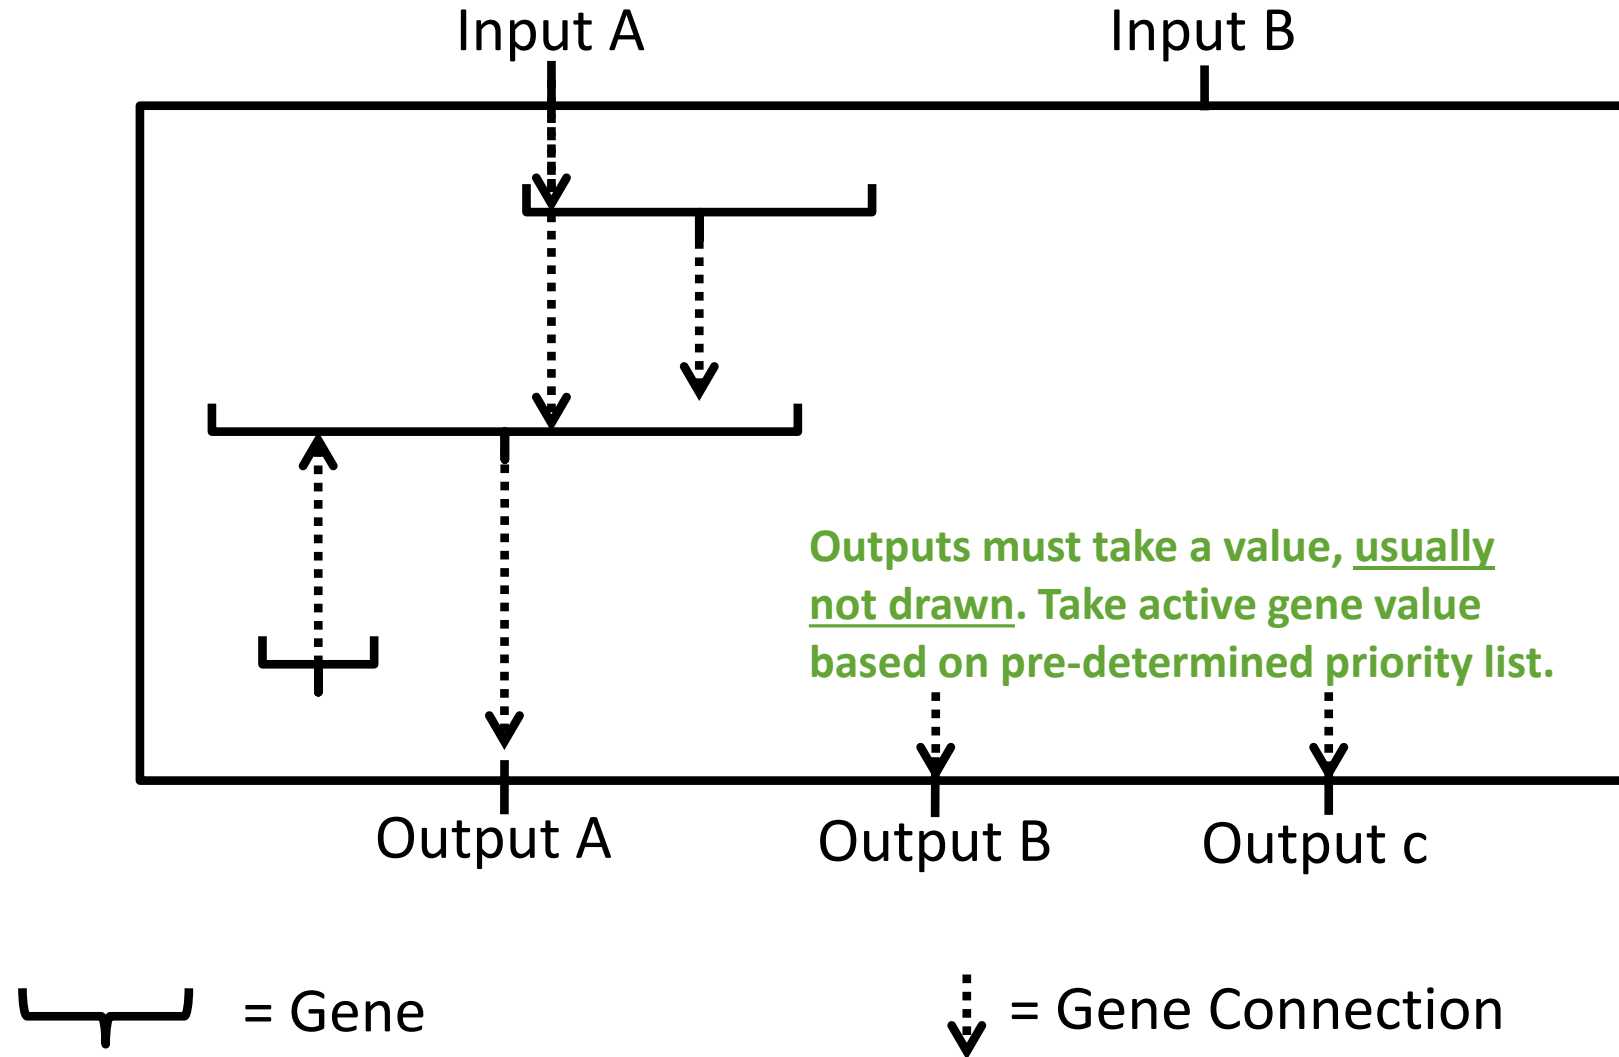 Input A
Input B
Outputs must take a value, usually
not drawn. Take active gene value
based on pre-determined priority list.
Output A
Output B
Output c
= Gene
= Gene Connection